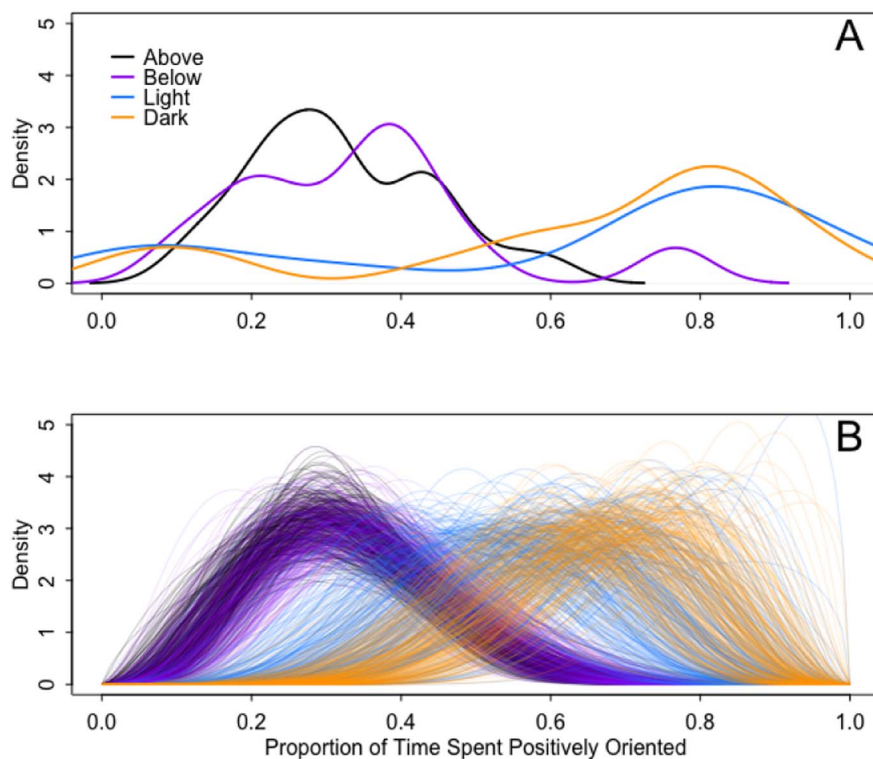 A
Density
5
4
3
2
1
0
Above
Below
Light
Dark
0.0 0.2 0.4 0.6 0.8 1.0
B
Density
5
4
3
2
1
0
0.0 0.2 0.4 0.6 0.8 1.0
Proportion of Time Spent Positively Oriented